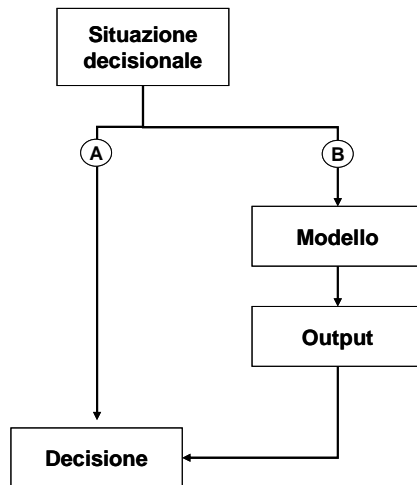 Situazione
decisionale
A
B
Modello
Output
Decisione